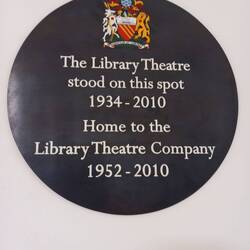 The Library Theatre
stood on this spot
1934 - 2010
Home to the
Library Theatre Company
1952 - 2010